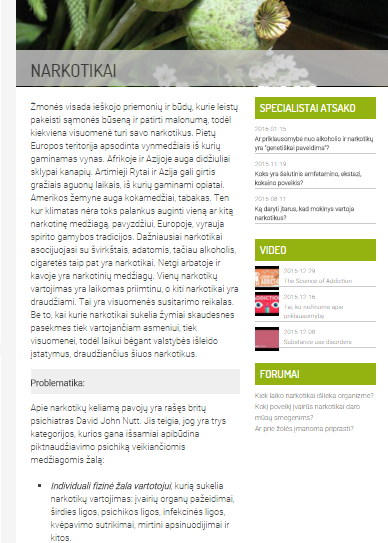 NARKOTIKAI
Žmonės visada ieškojo priemonių ir būdų, kurie leistų
pakeisti sąmonės būseną ir patirti malonumą, todėl
kiekviena visuomenė turi savo narkotikus. Pietų
Europos teritorija apsodinta vynmedžiais iš kurių
gaminamas vynas. Afrikoje ir Azijoje auga didžiuliai
sklypai kanapių. Artimieji Rytai ir Azija gali girtis
gražiais aguonų laukais, iš kurių gaminami opiatai.
Amerikos žemyne auga kokamedžiai, tabakas. Ten
kur klimatas nėra toks palankus auginti vieną ar kitą
narkotinę medžiagą, pavyzdžiui, Europoje, vyrauja
spirito gamybos tradicijos. Dažniausiai narkotikai
asocijuojasi su švirkštais, adatomis, tačiau alkoholis,
cigaretės taip pat yra narkotikai. Netgi arbatoje ir
kavoje yra narkotinių medžiagų. Vienų narkotikų
vartojimas yra laikomas priimtinu, o kiti narkotikai yra
draudžiami. Tai yra visuomenės susitarimo reikalas.
Be to, kai kurie narkotikai sukelia žymiai skaudesnes
pasekmes tiek vartojančiam asmeniui, tiek
visuomenei, todėl laikui bėgant valstybės išleido
įstatymus, draudžiančius šiuos narkotikus.
Problematika:
Apie narkotikų keliamą pavojų yra rašęs britų
psichiatras David John Nutt. Jis teigia, jog yra trys
kategorijos, kurios gana išsamiai apibūdina
piktnaudžiavimo psichiką veikiančiomis
medžiagomis žalą:
▪ Individuali fizinė žala vartotojui, kurią sukelia
narkotikų vartojimas: įvairių organų pažeidimai,
širdies ligos, psichikos ligos, infekcinės ligos,
kvėpavimo sutrikimai, mirtini apsinuodijimai ir
kitos.
SPECIALISTAI ATSAKO
2016-01-15
Ar priklausomybė nuo alkoholio ir narkotikų
yra "genetiškai paveldima"?
2015-11-19
Koks yra šalutinis amfetamino, ekstazi,
kokaino poveikis?
2015-08-11
Ką daryti įtarus, kad mokinys vartoja
narkotikus?
VIDEO
2015-12-29
The Science of Addiction
2015-12-16
Tai, ko nežinome apie
priklausomybę
2015-12-08
Substance use disorders
FORUMAI
Kiek laiko narkotikai išlieka organizme?
Kokį poveikį įvairūs narkotikai daro
mūsų smegenims?
Ar prie žolės įmanoma priprasti?